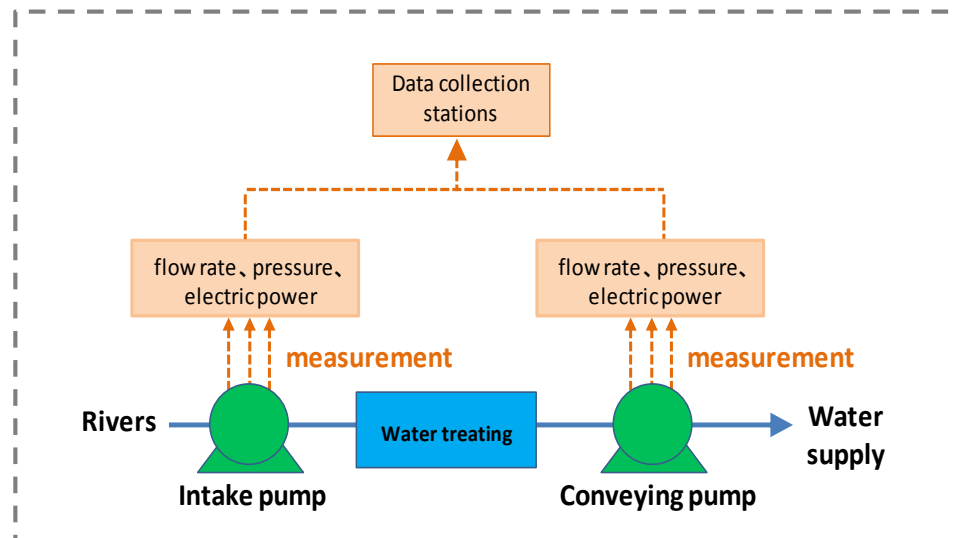 Data collection
stations
flow rate、pressure、
electric power
flow rate、pressure、
electric power
measurement
measurement
Rivers
Water treating
Water
supply
Intake pump
Conveying pump